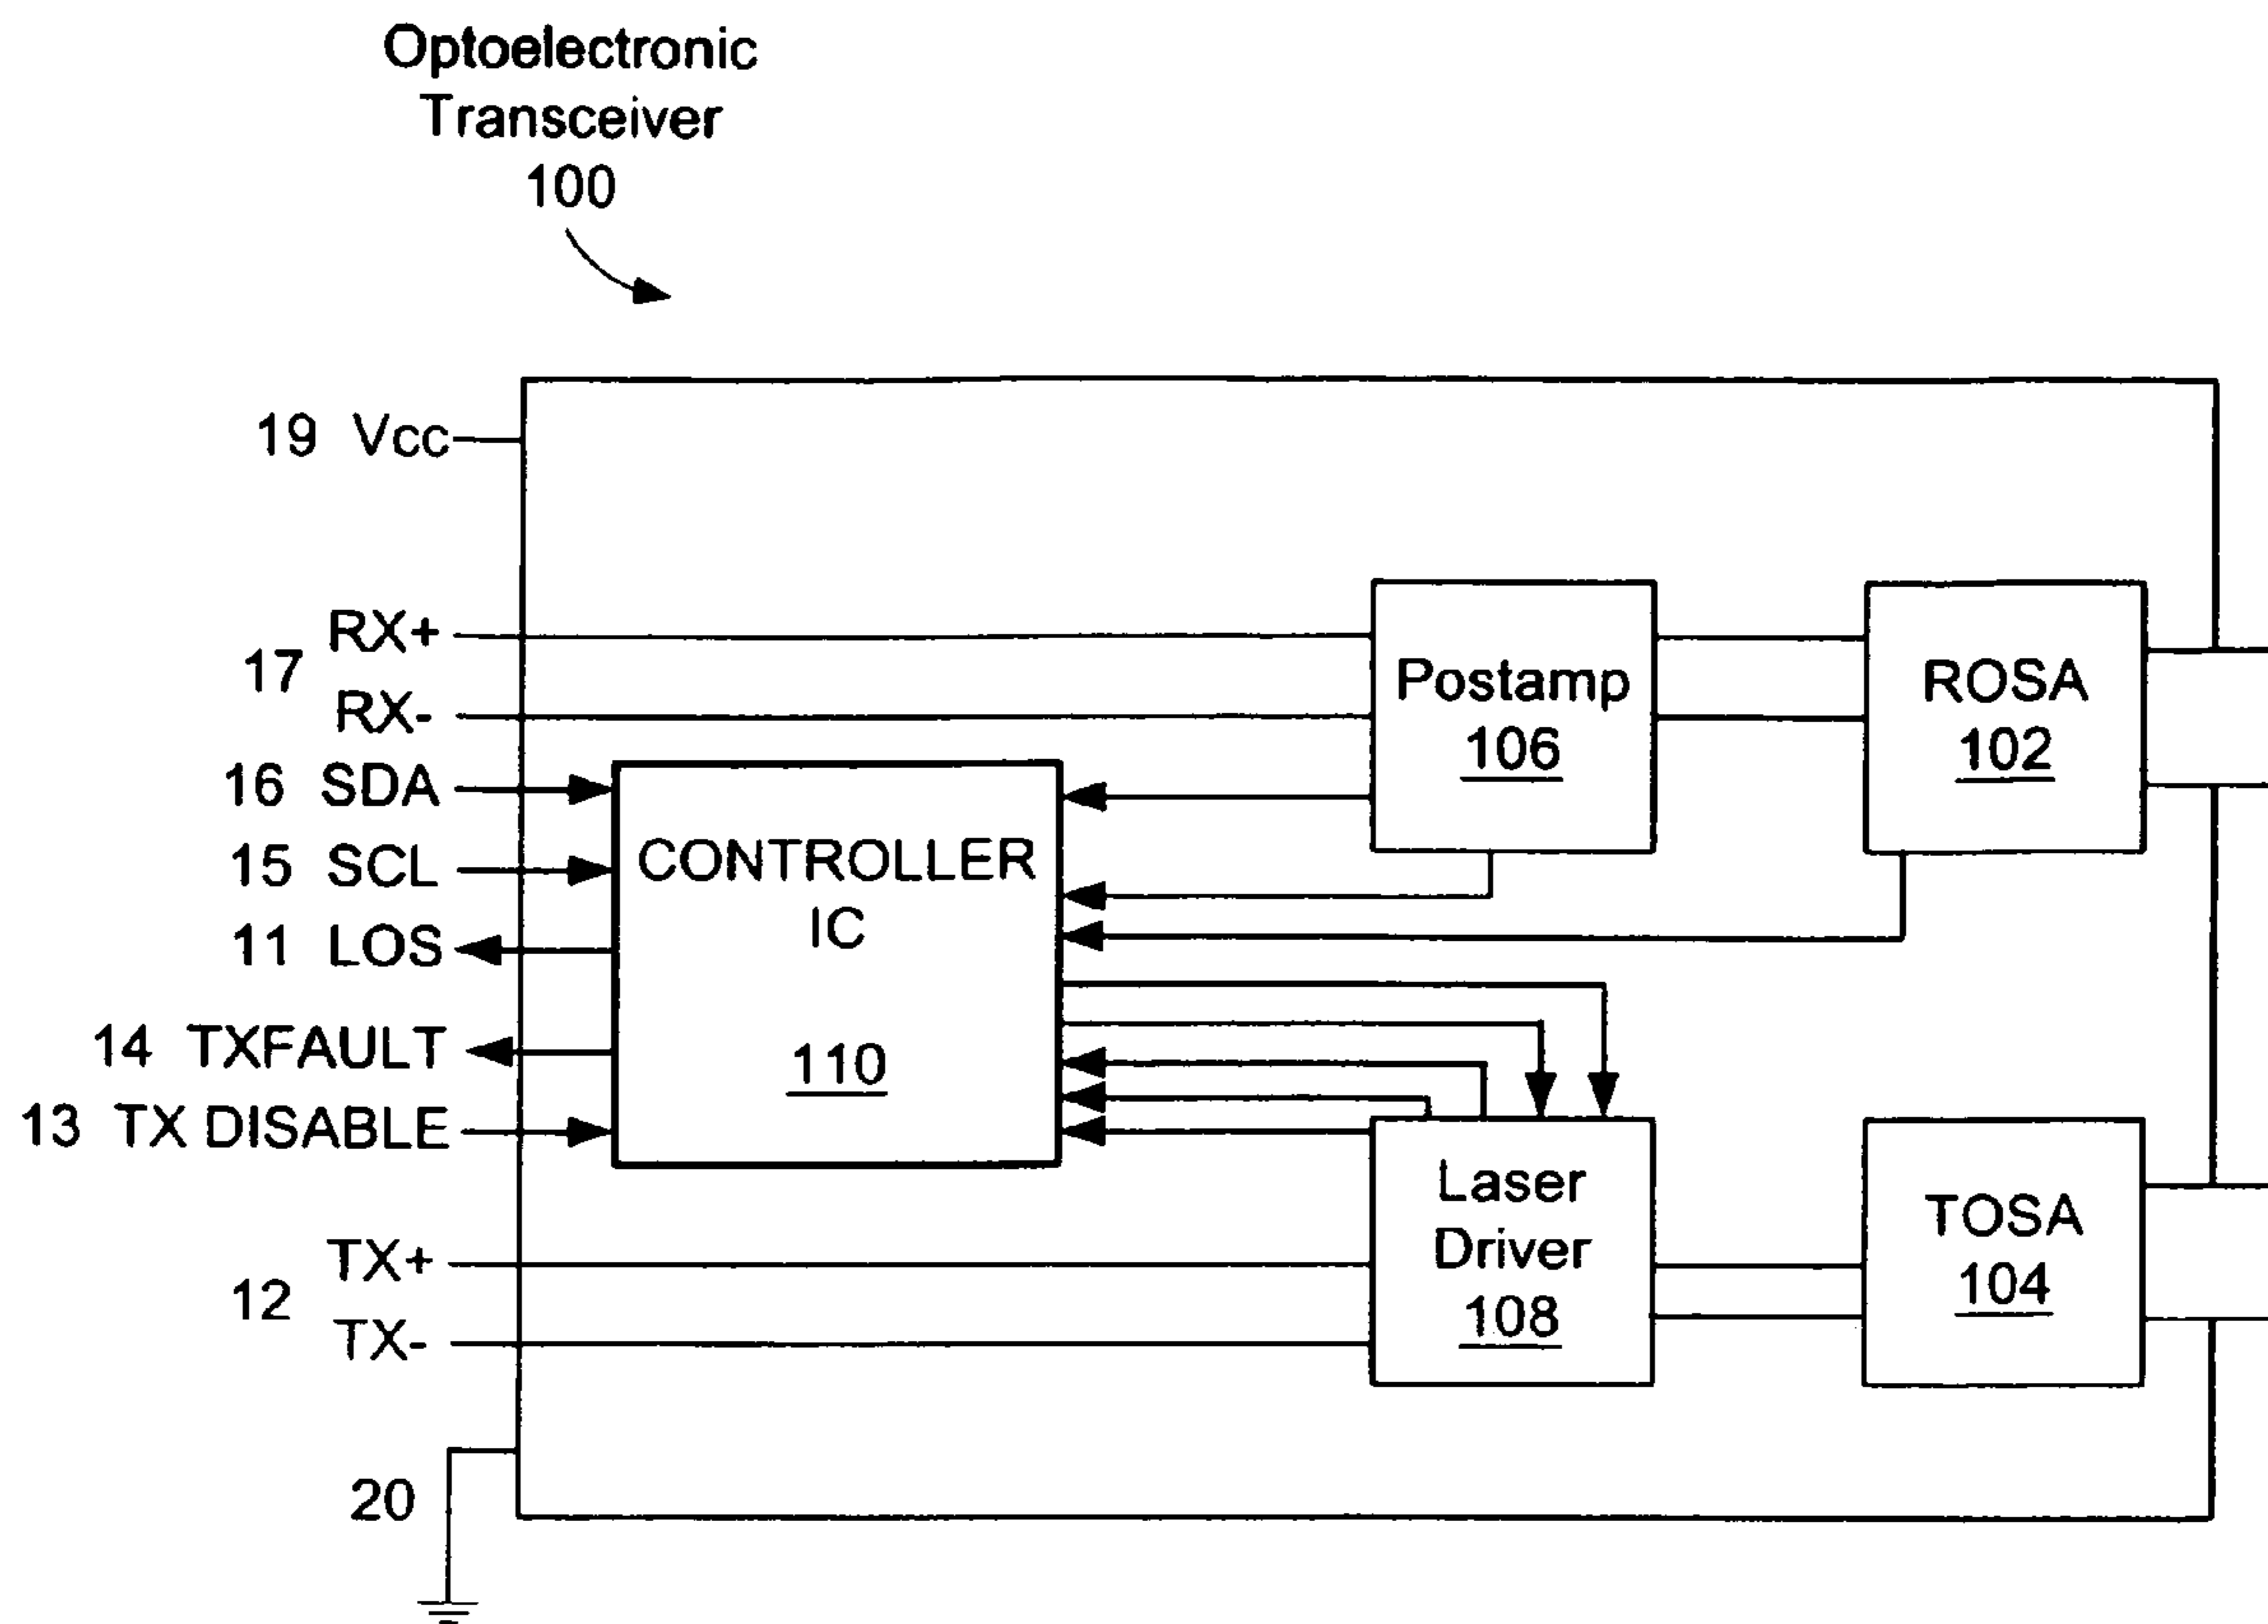 Optoelectronic
Transceiver
100
19 Vcc
RX+
17
RX-
16 SDA
15 SCL
11 LOS
14 TXFAULT
13 TX DISABLE
TX+
12
TX-
20
CONTROLLER
IC
110
Postamp
106
ROSA
102
Laser
Driver
108
TOSA
104